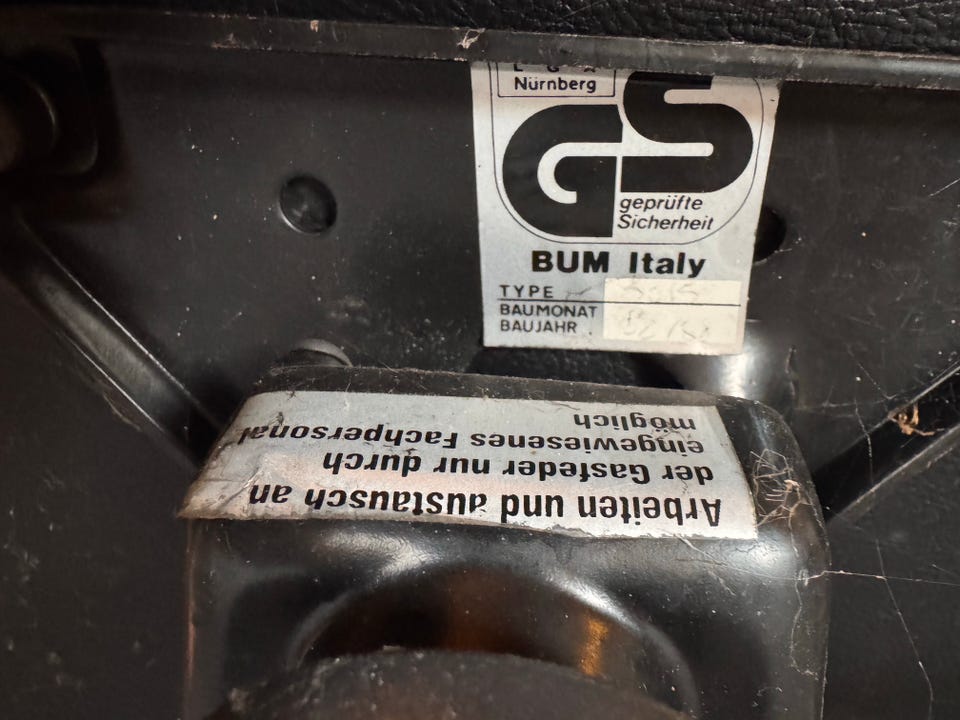 L G A
Nürnberg
GS
geprüfte
Sicherheit
BUM Italy
TYPE
BAUMONAT
BAUJAHR
Arbeiten und austausch an
der Gasfeder nur durch
eingewiesenes Fachpersonal
möglich